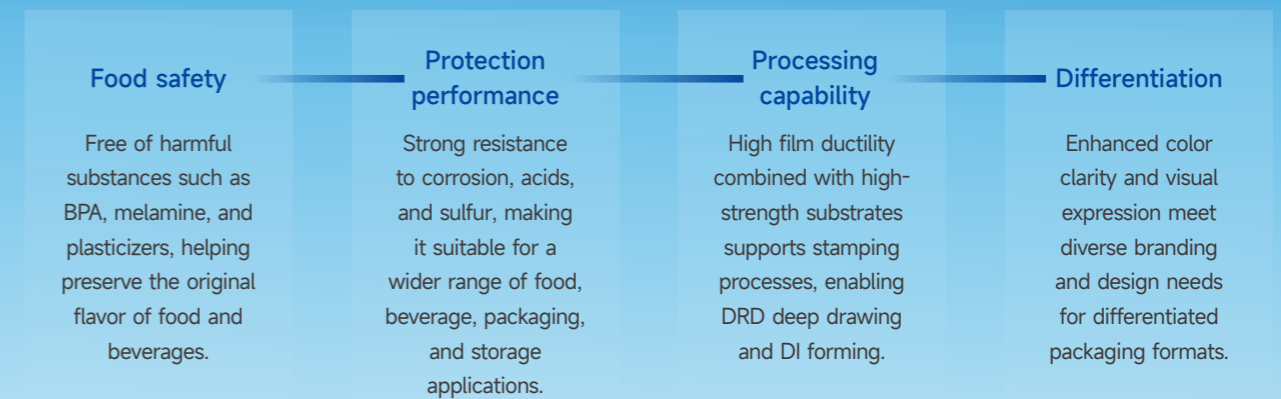 Food safety
Free of harmful
substances such as
BPA, melamine, and
plasticizers, helping
preserve the original
flavor of food and
beverages.
Protection
performance
Strong resistance
to corrosion, acids,
and sulfur, making
it suitable for a
wider range of food,
beverage, packaging,
and storage
applications.
Processing
capability
High film ductility
combined with high-
strength substrates
supports stamping
processes, enabling
DRD deep drawing
and DI forming.
Differentiation
Enhanced color
clarity and visual
expression meet
diverse branding
and design needs
for differentiated
packaging formats.